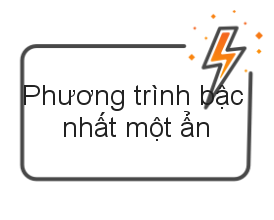 Phương trình bậc
nhất một ẩn